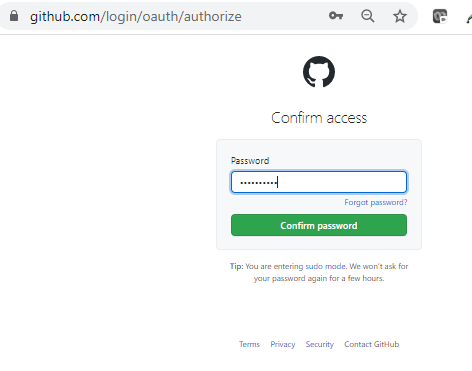 github.com/login/oauth/authorize
Confirm access
Password
••••••••••
Forgot password?
Confirm password
Tip: You are entering sudo mode. We won't ask for
your password again for a few hours.
Terms Privacy Security Contact GitHub